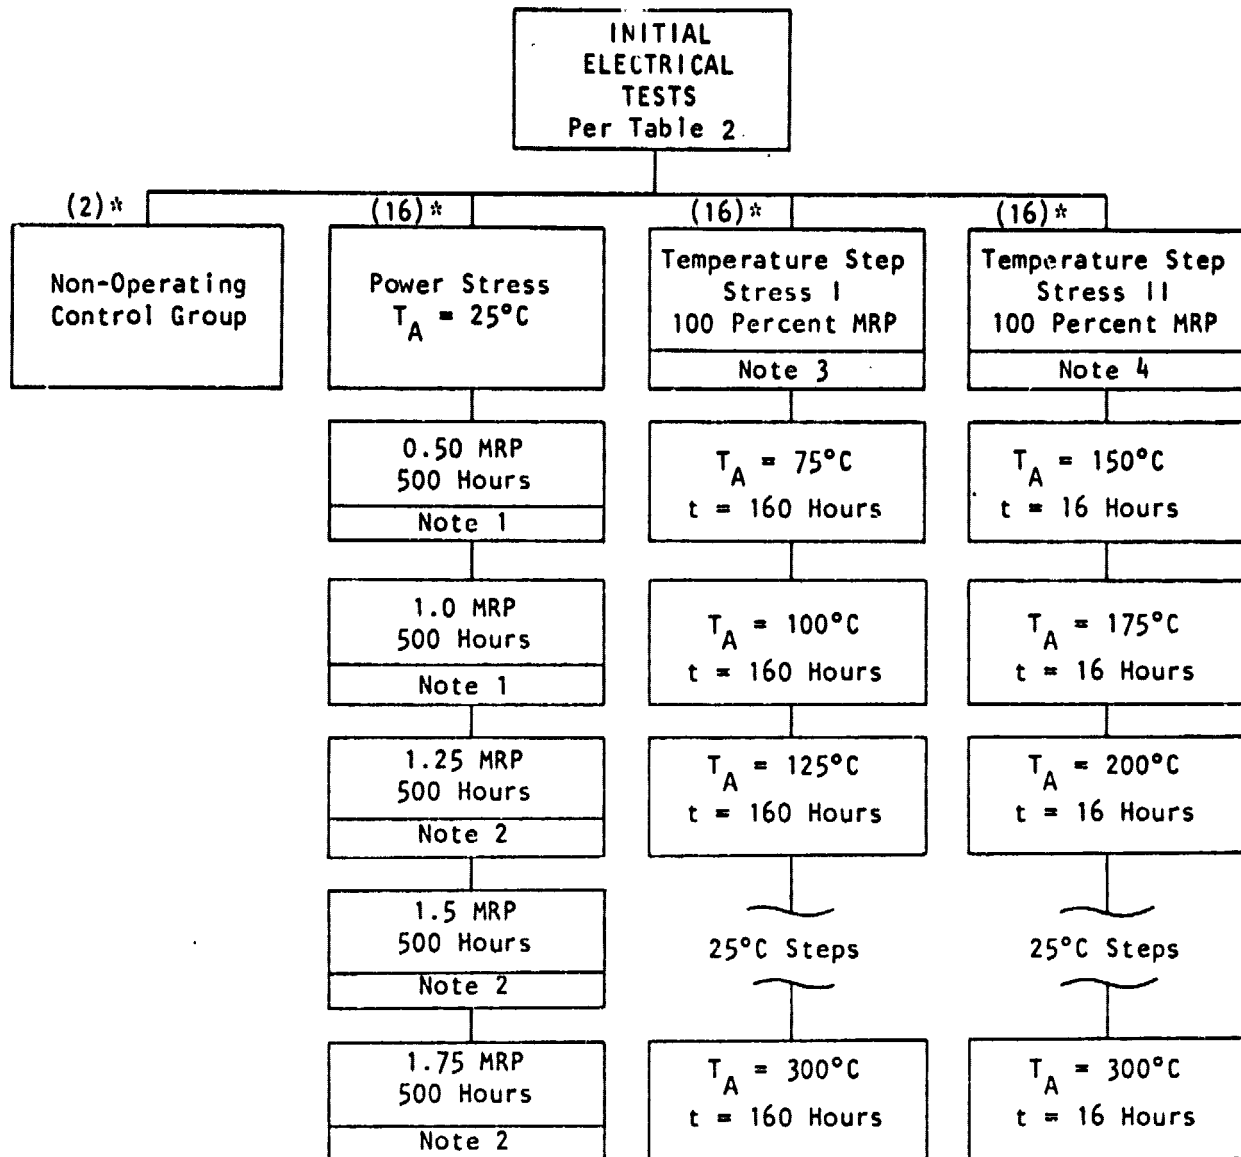 INITIAL
ELECTRICAL
TESTS
Per Table 2
(2)*
Non-Operating
Control Group
(16)*
Power Stress
T_A = 25°C
0.50 MRP
500 Hours
Note 1
1.0 MRP
500 Hours
Note 1
1.25 MRP
500 Hours
Note 2
1.5 MRP
500 Hours
Note 2
1.75 MRP
500 Hours
Note 2
(16)*
Temperature Step
Stress I
100 Percent MRP
Note 3
T_A = 75°C
t = 160 Hours
T_A = 100°C
t = 160 Hours
T_A = 125°C
t = 160 Hours
25°C Steps
T_A = 300°C
t = 160 Hours
(16)*
Temperature Step
Stress II
100 Percent MRP
Note 4
T_A = 150°C
t = 16 Hours
T_A = 175°C
t = 16 Hours
T_A = 200°C
t = 16 Hours
25°C Steps
T_A = 300°C
t = 16 Hours